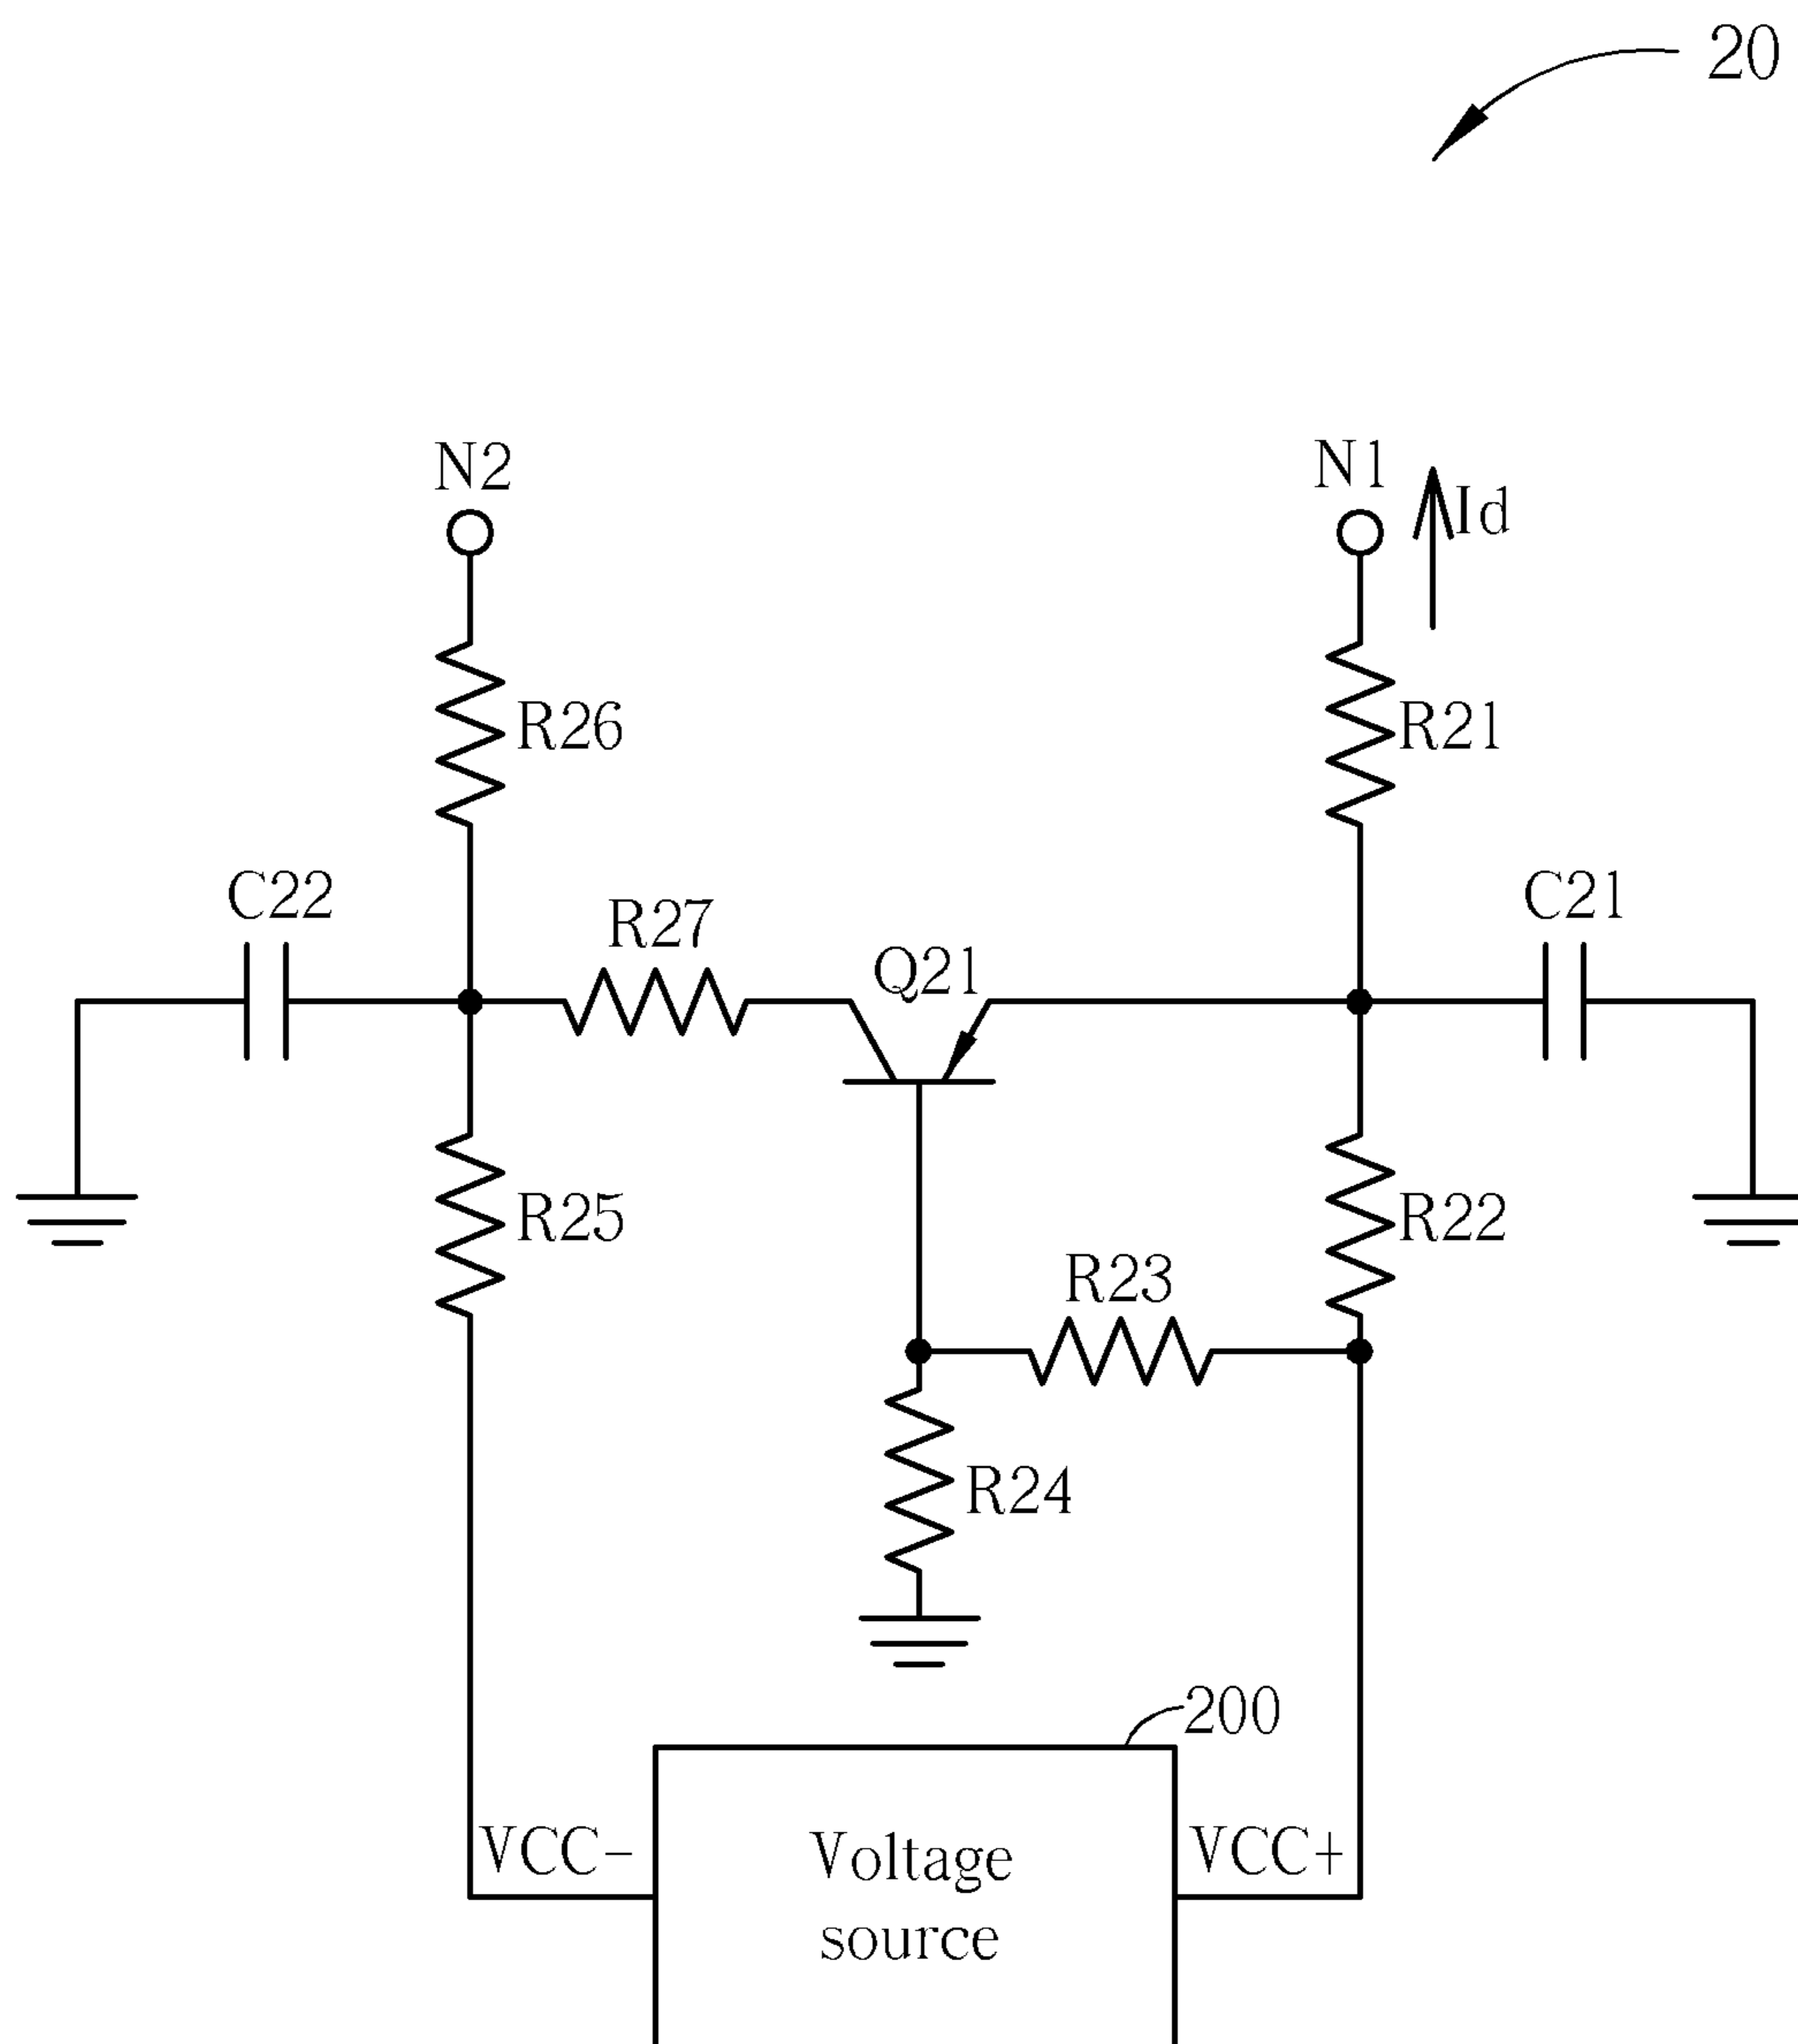 20
N2
N1
Id
R26
R21
C22
C21
R27
Q21
R25
R22
R23
R24
200
VCC-
VCC+
Voltage
source